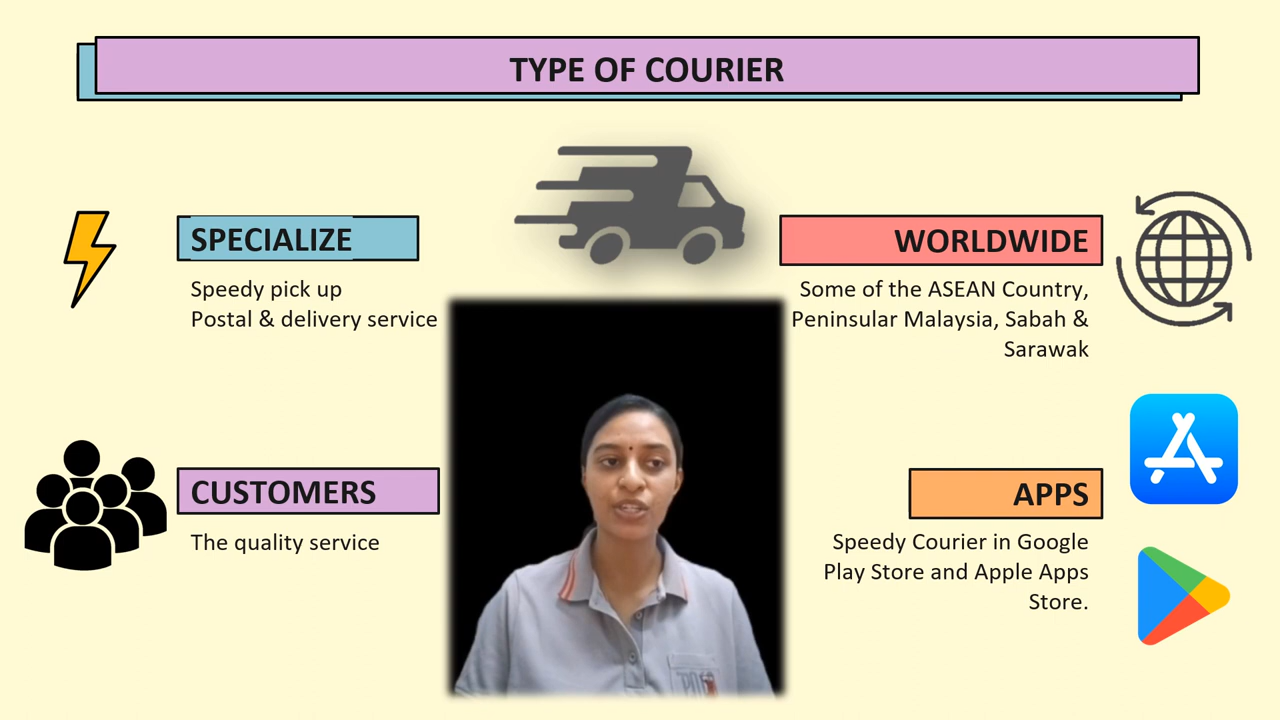 TYPE OF COURIER
SPECIALIZE
Speedy pick up
Postal & delivery service
WORLDWIDE
Some of the ASEAN Country,
Peninsular Malaysia, Sabah &
Sarawak
CUSTOMERS
The quality service
APPS
Speedy Courier in Google
Play Store and Apple Apps
Store.